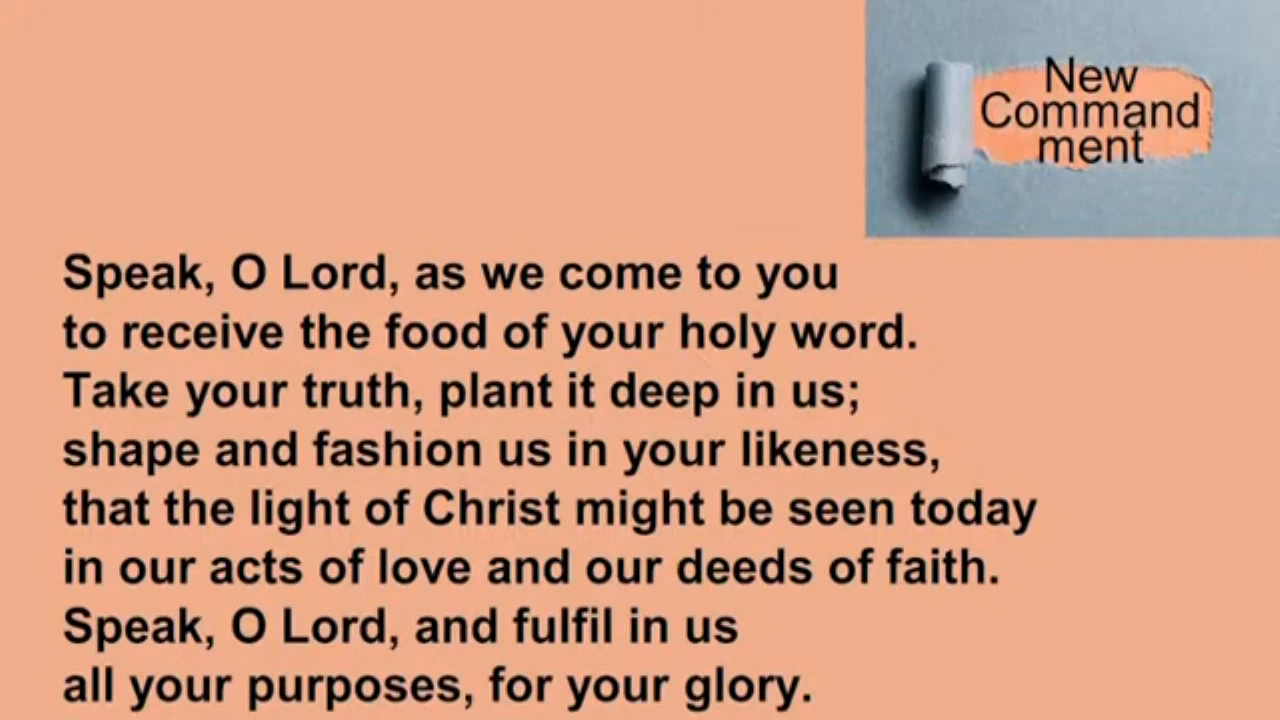 New
Command
ment
Speak, O Lord, as we come to you
to receive the food of your holy word.
Take your truth, plant it deep in us;
shape and fashion us in your likeness,
that the light of Christ might be seen today
in our acts of love and our deeds of faith.
Speak, O Lord, and fulfil in us
all your purposes, for your glory.